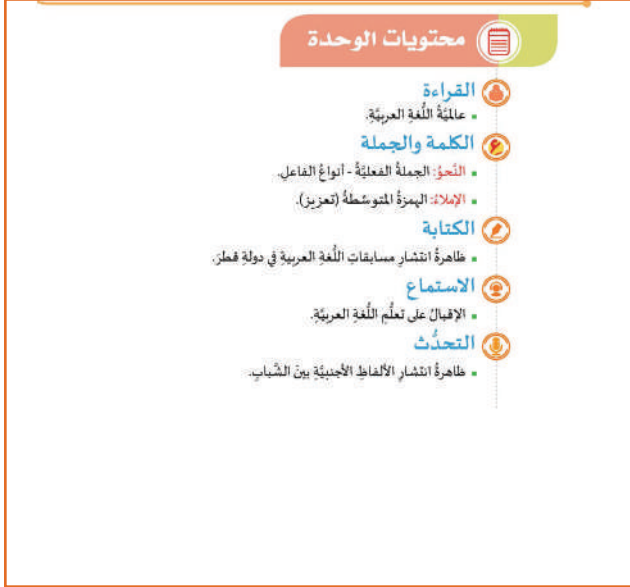 محتويات الوحدة
القراءة
عالميَّةُ اللُّغةِ العربيَّةِ.
الكلمة والجملة
النَّحوُ: الجملةُ الفعليَّةُ - أنواعُ الفاعلِ.
الإملاءُ: الهمزةُ المتوسِّطةُ (تعزيز).
الكتابة
ظاهرةُ انتشارِ مسابقاتِ اللُّغةِ العربيةِ في دولةِ قطرَ.
الاستماع
الإقبالُ على تعلُّمِ اللُّغةِ العربيَّةِ.
التحدُّث
ظاهرةُ انتشارِ الألفاظِ الأجنبيَّةِ بينَ الشَّبابِ.